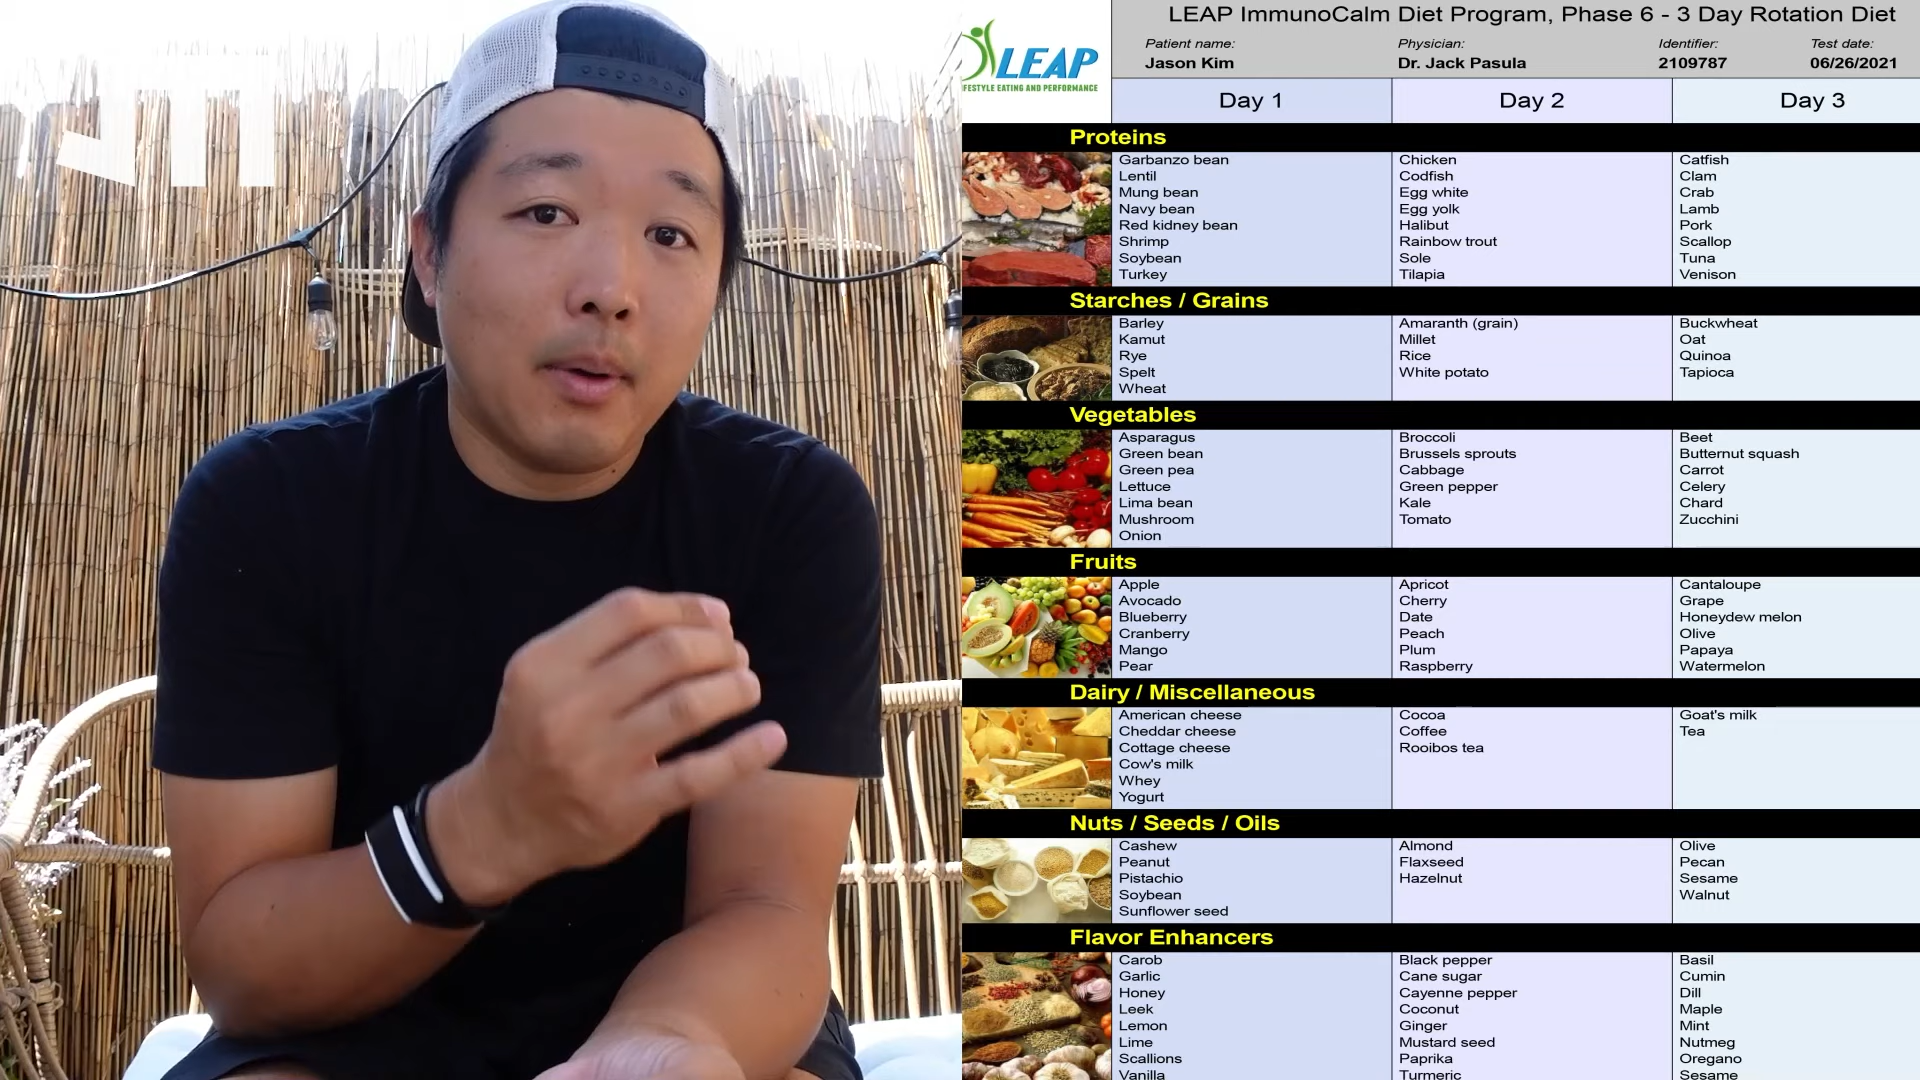 LEAP ImmunoCalm Diet Program, Phase 6 - 3 Day Rotation Diet
Patient name: Physician: Identifier: Test date:
Jason Kim Dr. Jack Pasula 2109787 06/26/2021
LEAP
IFESTYLE EATING AND PERFORMANCE
Day 1 Day 2 Day 3
Proteins
Garbanzo bean Chicken Catfish
Lentil Codfish Clam
Mung bean Egg white Crab
Navy bean Egg yolk Lamb
Red kidney bean Halibut Pork
Shrimp Rainbow trout Scallop
Soybean Sole Tuna
Turkey Tilapia Venison
Starches / Grains
Barley Amaranth (grain) Buckwheat
Kamut Millet Oat
Rye Rice Quinoa
Spelt White potato Tapioca
Wheat
Vegetables
Asparagus Broccoli Beet
Green bean Brussels sprouts Butternut squash
Green pea Cabbage Carrot
Lettuce Green pepper Celery
Lima bean Kale Chard
Mushroom Tomato Zucchini
Onion
Fruits
Apple Apricot Cantaloupe
Avocado Cherry Grape
Blueberry Date Honeydew melon
Cranberry Peach Olive
Mango Plum Papaya
Pear Raspberry Watermelon
Dairy / Miscellaneous
American cheese Cocoa Goat's milk
Cheddar cheese Coffee Tea
Cottage cheese Rooibos tea
Cow's milk
Whey
Yogurt
Nuts / Seeds / Oils
Cashew Almond Olive
Peanut Flaxseed Pecan
Pistachio Hazelnut Sesame
Soybean Walnut
Sunflower seed
Flavor Enhancers
Carob Black pepper Basil
Garlic Cane sugar Cumin
Honey Cayenne pepper Dill
Leek Coconut Maple
Lemon Ginger Mint
Lime Mustard seed Nutmeg
Scallions Paprika Oregano
Vanilla Turmeric Sesame